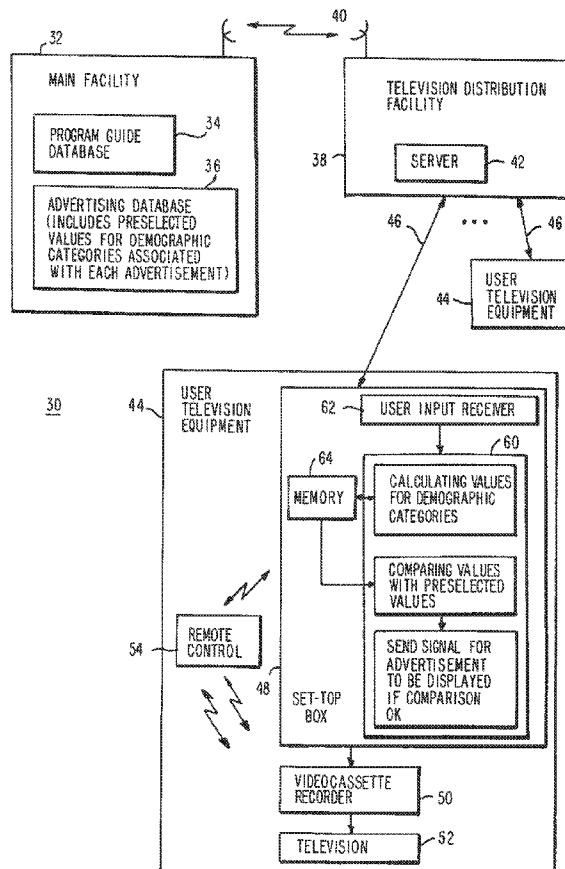 32
40
MAIN FACILITY
PROGRAM GUIDE
DATABASE
34
36
ADVERTISING DATABASE
(INCLUDES PRESELECTED
VALUES FOR DEMOGRAPHIC
CATEGORIES ASSOCIATED
WITH EACH ADVERTISEMENT)
TELEVISION DISTRIBUTION
FACILITY
38
SERVER
42
46
...
46
44
USER
TELEVISION
EQUIPMENT
30
44
USER
TELEVISION
EQUIPMENT
62
USER INPUT RECEIVER
60
64
MEMORY
CALCULATING VALUES
FOR DEMOGRAPHIC
CATEGORIES
COMPARING VALUES
WITH PRESELECTED
VALUES
SEND SIGNAL FOR
ADVERTISEMENT
TO BE DISPLAYED
IF COMPARISON
OK
REMOTE
CONTROL
54
48
SET-TOP
BOX
VIDEOCASSETTE
RECORDER
50
TELEVISION
52